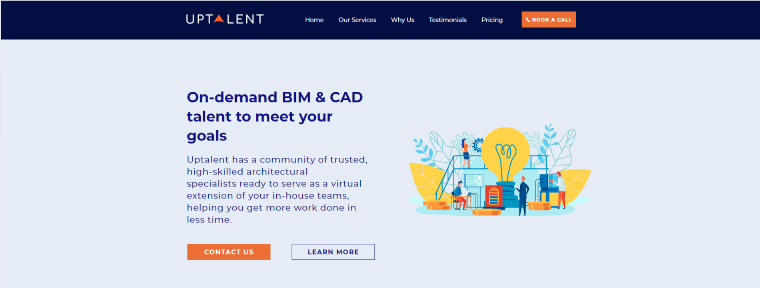 UPTALENT
Home Our Services Why Us Testimonials Pricing BOOK A CALL
On-demand BIM & CAD
talent to meet your
goals
Uptalent has a community of trusted,
high-skilled architectural
specialists ready to serve as a virtual
extension of your in-house teams,
helping you get more work done in
less time.
CONTACT US LEARN MORE